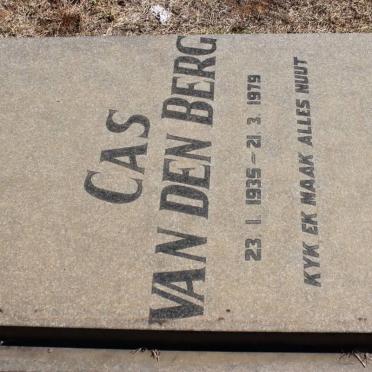 CAS
VAN DEN BERG
23. 1. 1935 – 21. 3. 1979
KYK EK MAAK ALLES NUUT